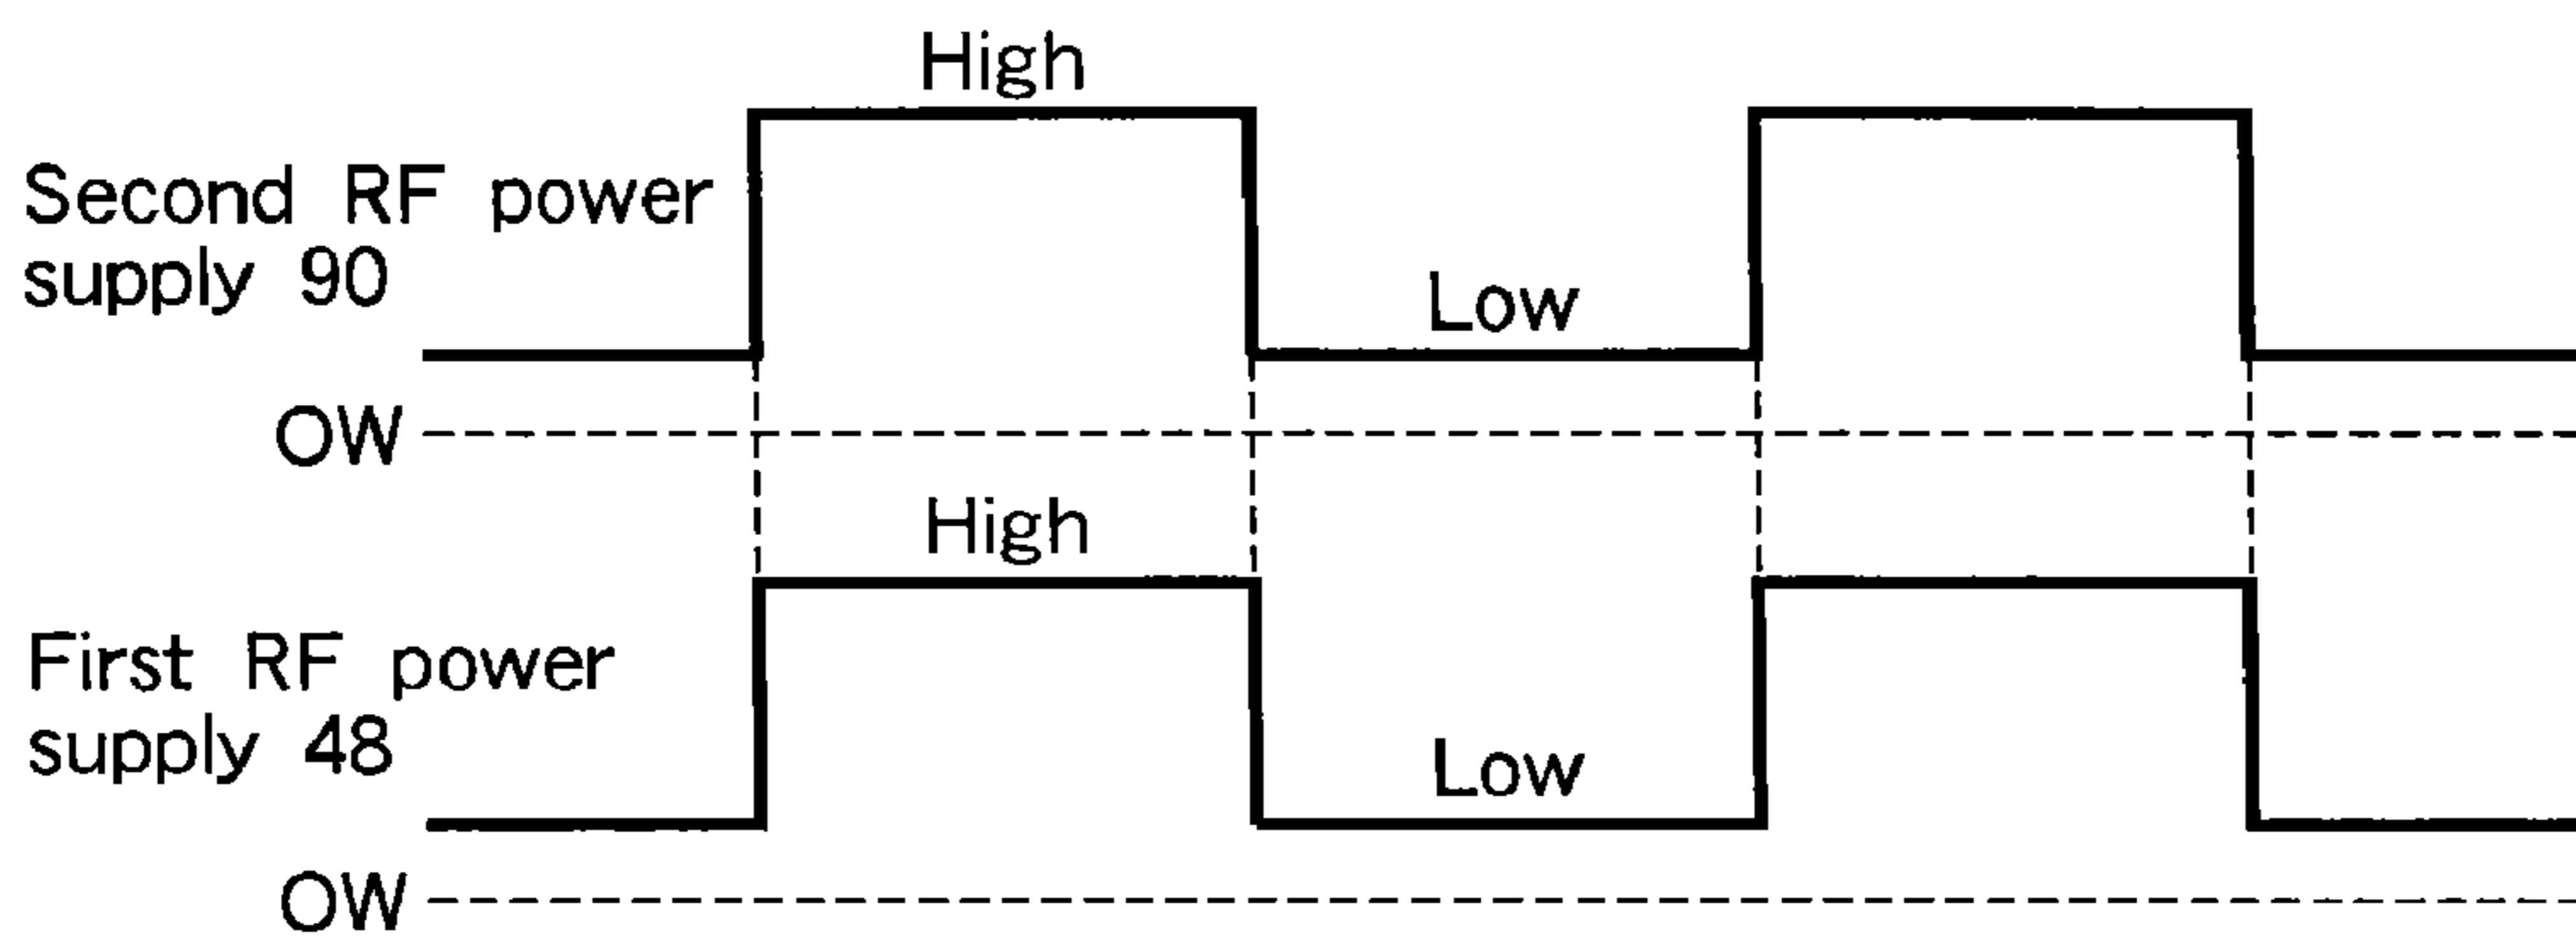 High
Second RF power
supply 90
Low
OW
High
First RF power
supply 48
Low
OW